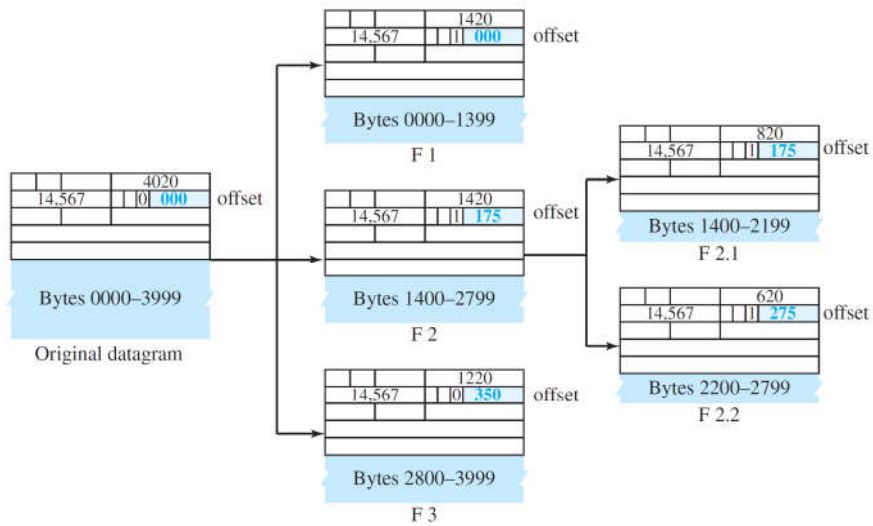 4020
14,567 0 000 offset
Bytes 0000–3999
Original datagram
1420
14,567 1 000 offset
Bytes 0000–1399
F 1
1420
14,567 1 175 offset
Bytes 1400–2799
F 2
1220
14,567 0 350 offset
Bytes 2800–3999
F 3
820
14,567 1 175 offset
Bytes 1400–2199
F 2.1
620
14,567 1 275 offset
Bytes 2200–2799
F 2.2